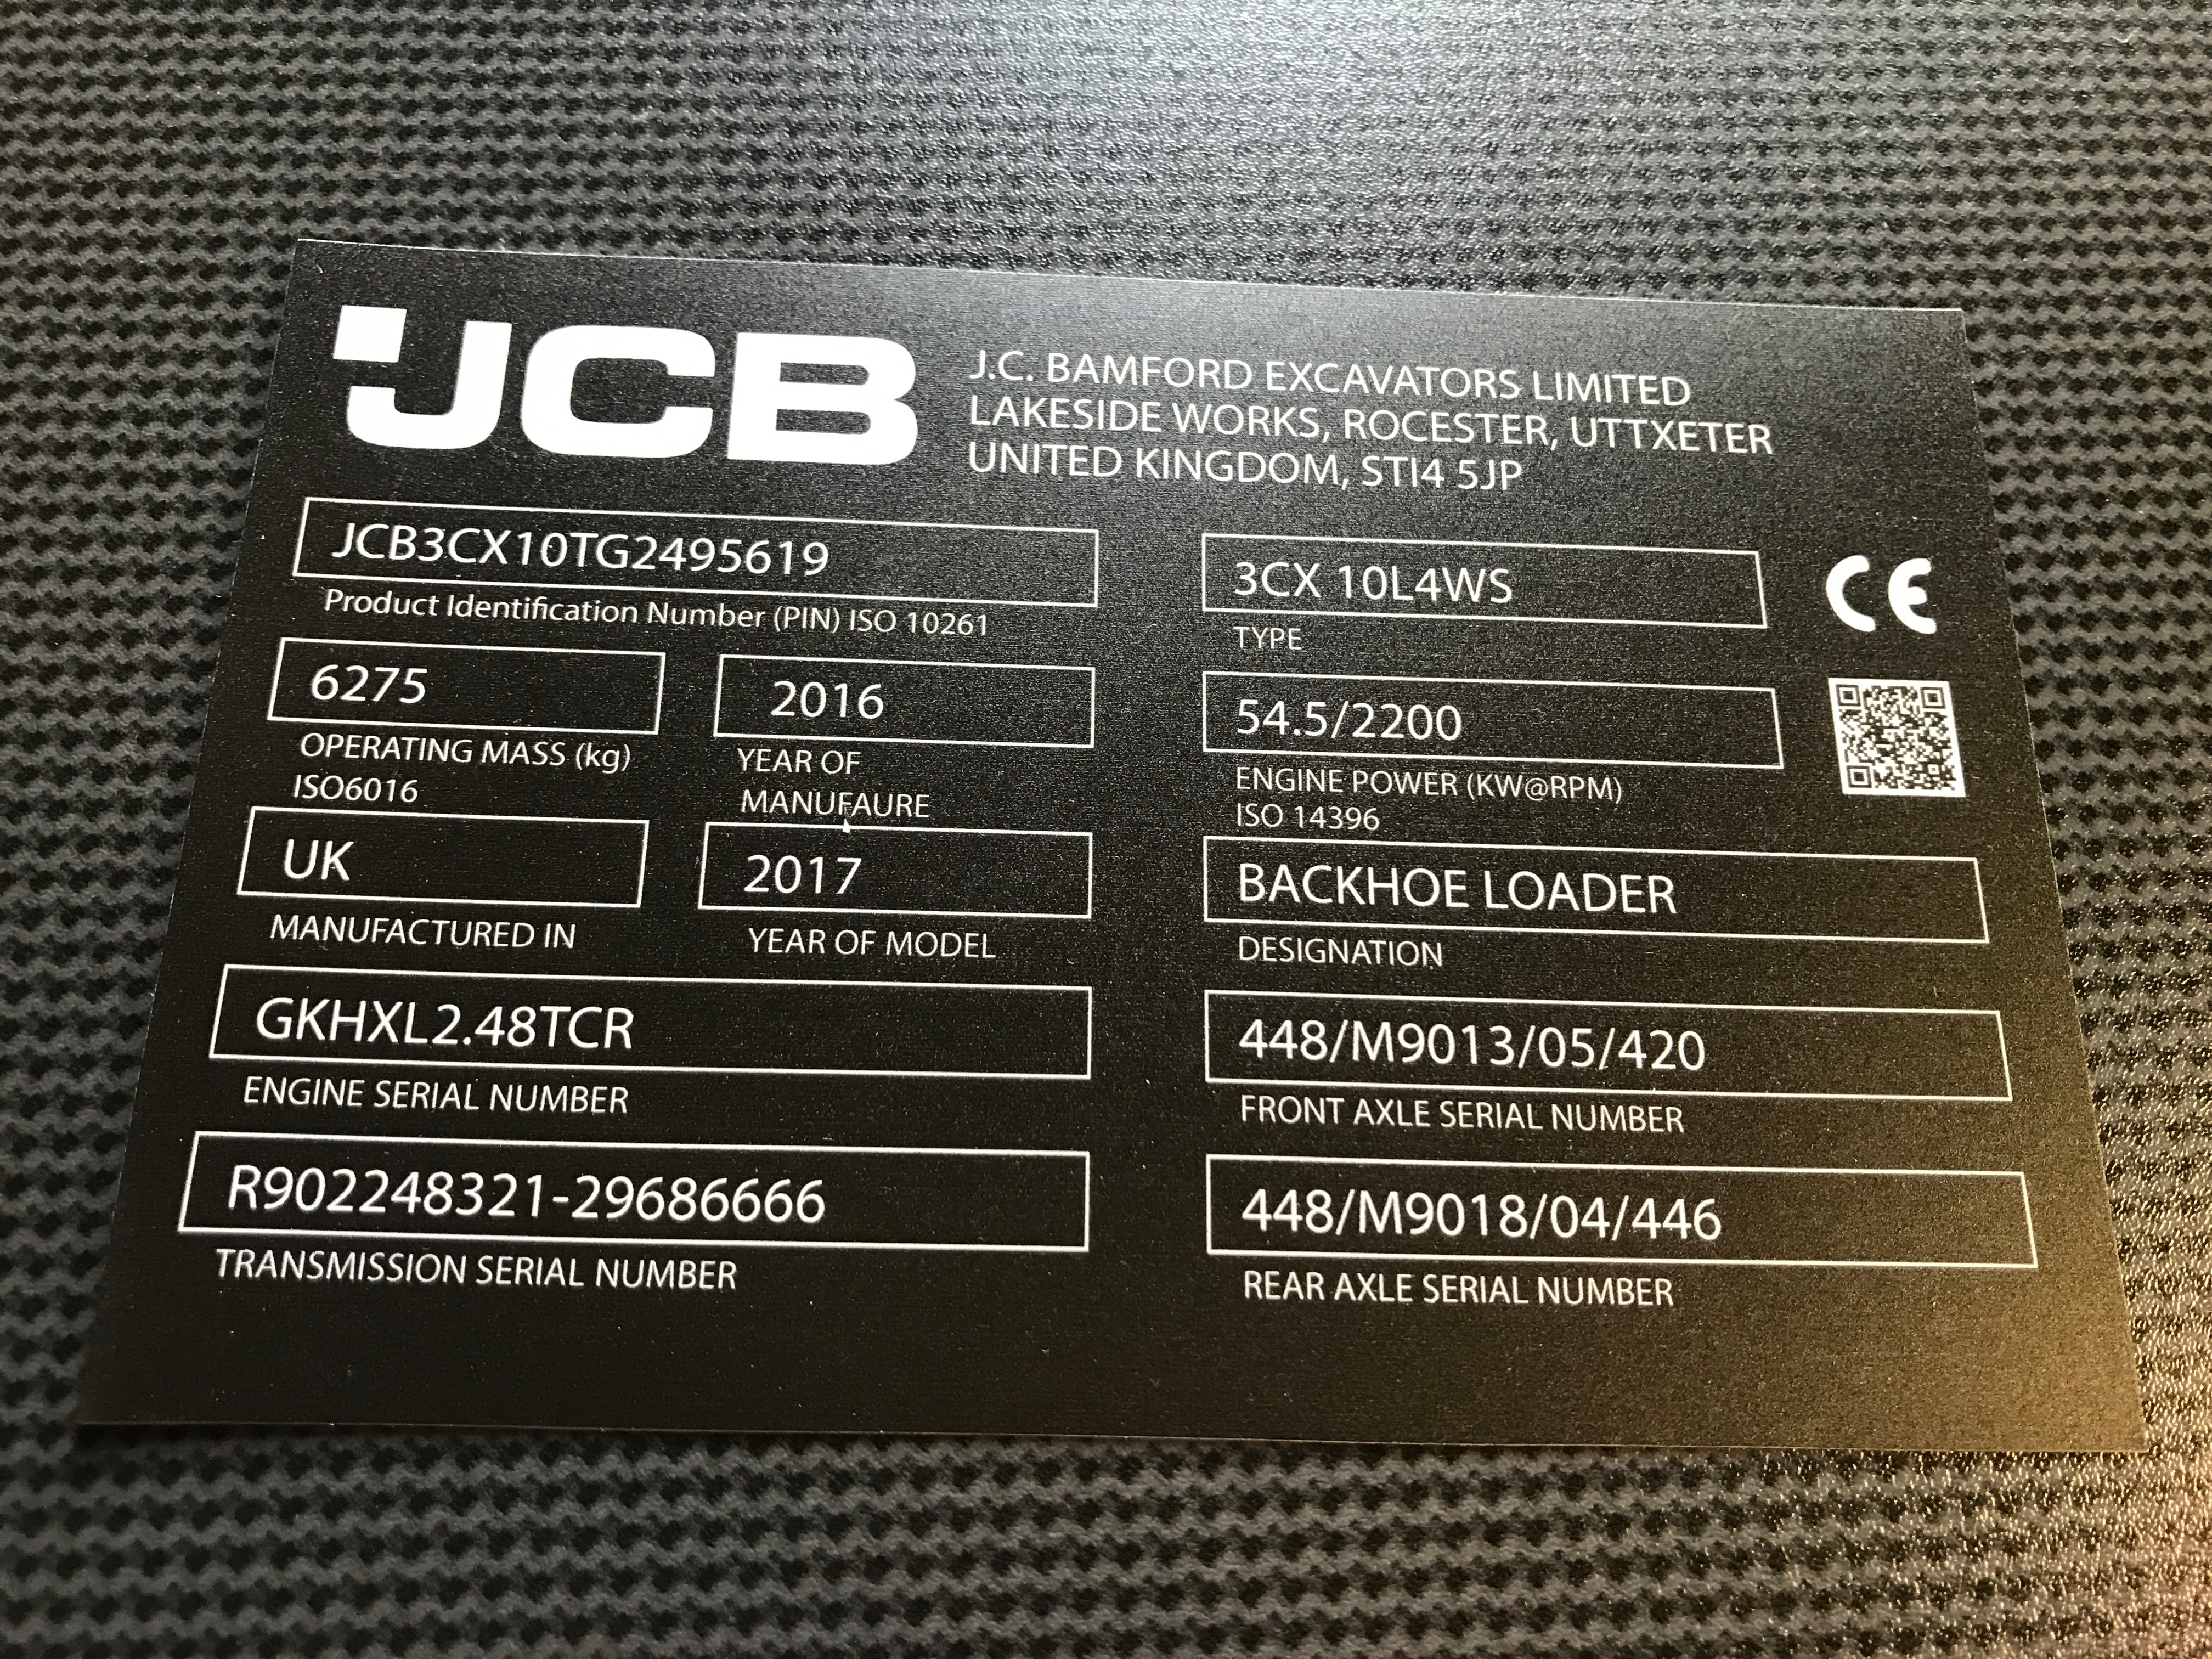 JCB
J.C. BAMFORD EXCAVATORS LIMITED
LAKESIDE WORKS, ROCESTER, UTTXETER
UNITED KINGDOM, STI4 5JP
JCB3CX10TG2495619
Product Identification Number (PIN) ISO 10261
3CX 10L4WS
TYPE
CE
6275
OPERATING MASS (kg)
ISO6016
2016
YEAR OF
MANUFAURE
54.5/2200
ENGINE POWER (KW@RPM)
ISO 14396
UK
MANUFACTURED IN
2017
YEAR OF MODEL
BACKHOE LOADER
DESIGNATION
GKHXL2.48TCR
ENGINE SERIAL NUMBER
448/M9013/05/420
FRONT AXLE SERIAL NUMBER
R902248321-29686666
TRANSMISSION SERIAL NUMBER
448/M9018/04/446
REAR AXLE SERIAL NUMBER